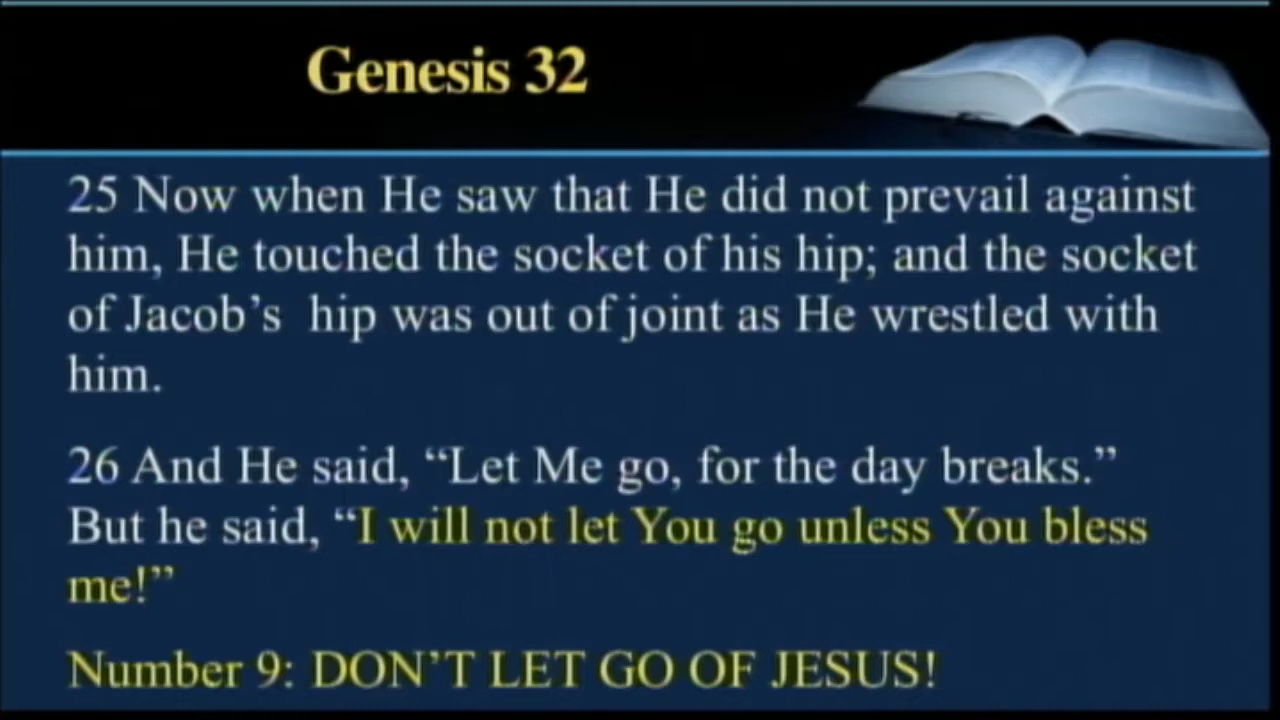 Genesis 32
25 Now when He saw that He did not prevail against
him, He touched the socket of his hip; and the socket
of Jacob’s  hip was out of joint as He wrestled with
him.
26 And He said, “Let Me go, for the day breaks.”
But he said, “I will not let You go unless You bless
me!”
Number 9: DON’T LET GO OF JESUS!